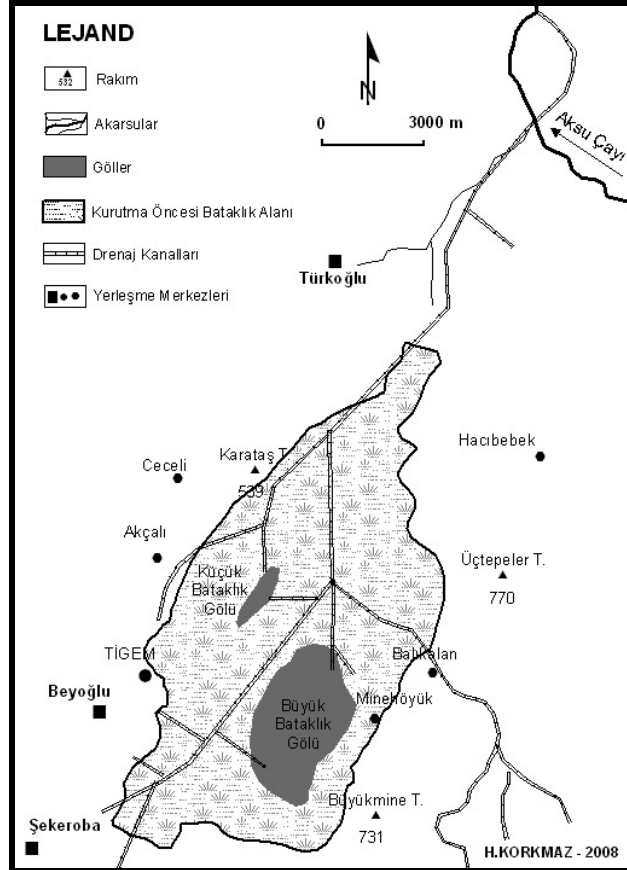 LEJAND
532
Rakım
Akarsular
Göller
Kurutma Öncesi Bataklık Alanı
Drenaj Kanalları
Yerleşme Merkezleri
N
0 3000 m
Aksu Çayı
Türkoğlu
Hacıbebek
Karataş T.
539
Ceceli
Akçalı
Üçtepeler T.
770
Küçük
Bataklık
Gölü
TİGEM
Balıkalan
Beyoğlu
Minehöyük
Büyük
Bataklık
Gölü
Büyükmine T.
731
Şekeroba
H.KORKMAZ - 2008